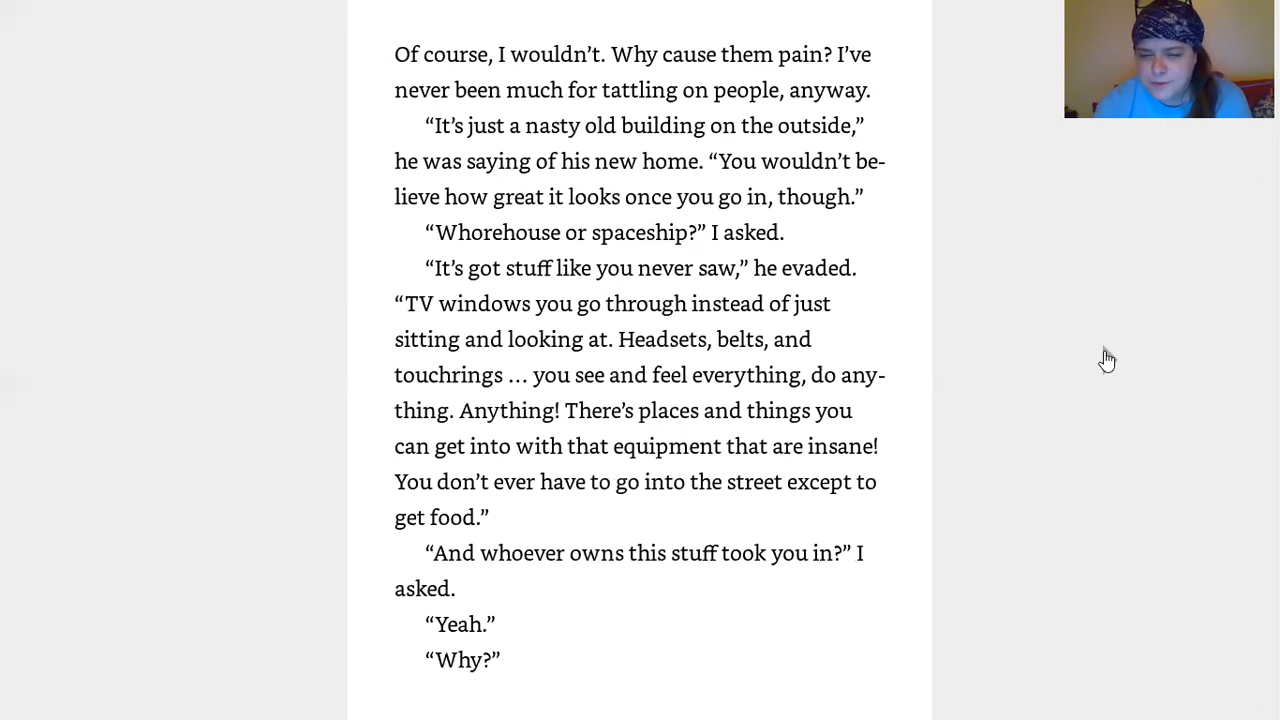 Of course, I wouldn’t. Why cause them pain? I’ve
never been much for tattling on people, anyway.
“It’s just a nasty old building on the outside,”
he was saying of his new home. “You wouldn’t be-
lieve how great it looks once you go in, though.”
“Whorehouse or spaceship?” I asked.
“It’s got stuff like you never saw,” he evaded.
“TV windows you go through instead of just
sitting and looking at. Headsets, belts, and
touchrings … you see and feel everything, do any-
thing. Anything! There’s places and things you
can get into with that equipment that are insane!
You don’t ever have to go into the street except to
get food.”
“And whoever owns this stuff took you in?” I
asked.
“Yeah.”
“Why?”